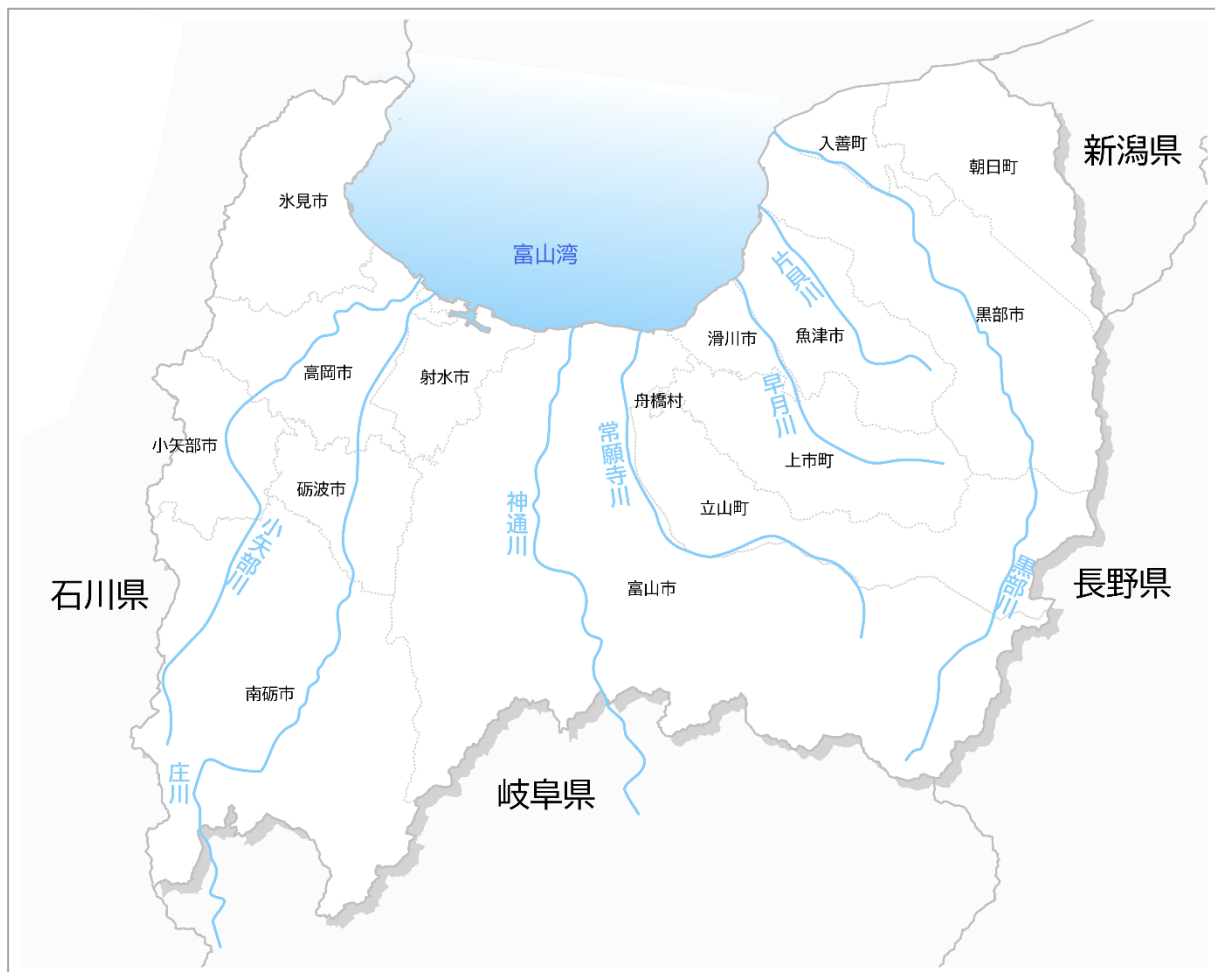 入善町
新潟県
朝日町
氷見市
富山湾
片貝川
黒部市
魚津市
滑川市
高岡市
射水市
早月川
舟橋村
小矢部市
常願寺川
上市町
砺波市
神通川
立山町
小矢部川
石川県
富山市
黒部川
長野県
南砺市
庄川
岐阜県